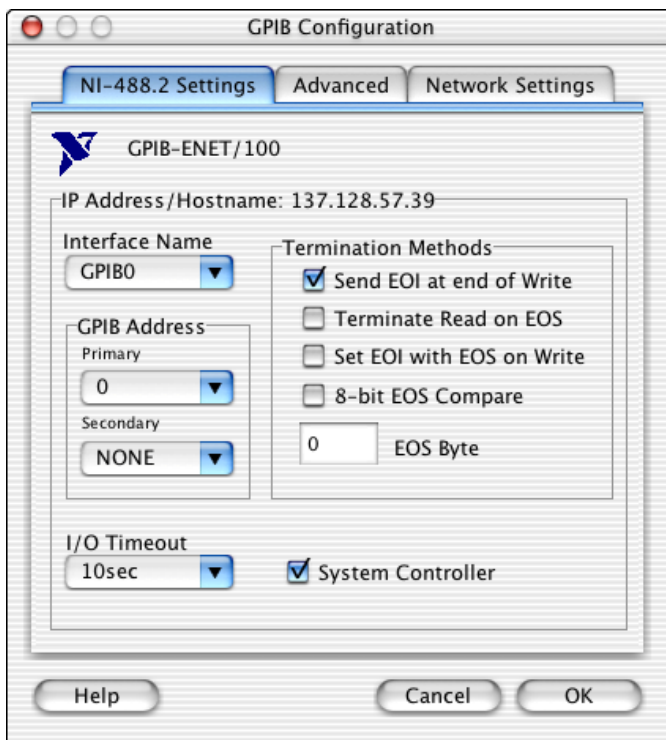 GPIB Configuration
NI-488.2 Settings
Advanced
Network Settings
GPIB-ENET/100
IP Address/Hostname: 137.128.57.39
Interface Name
GPIB0
GPIB Address
Primary
0
Secondary
NONE
Termination Methods
Send EOI at end of Write
Terminate Read on EOS
Set EOI with EOS on Write
8-bit EOS Compare
0
EOS Byte
I/O Timeout
10sec
System Controller
Help
Cancel
OK